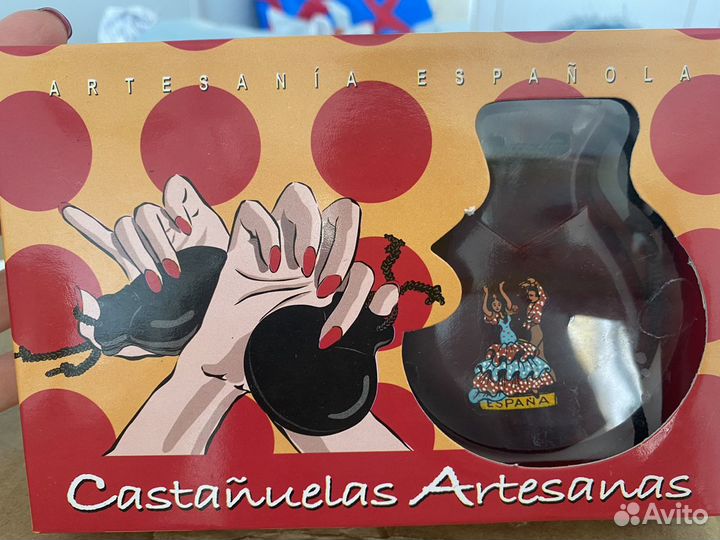 ARTESANÍA ESPAÑOLA
ESPAÑA
Castañuelas Artesanas
Avito